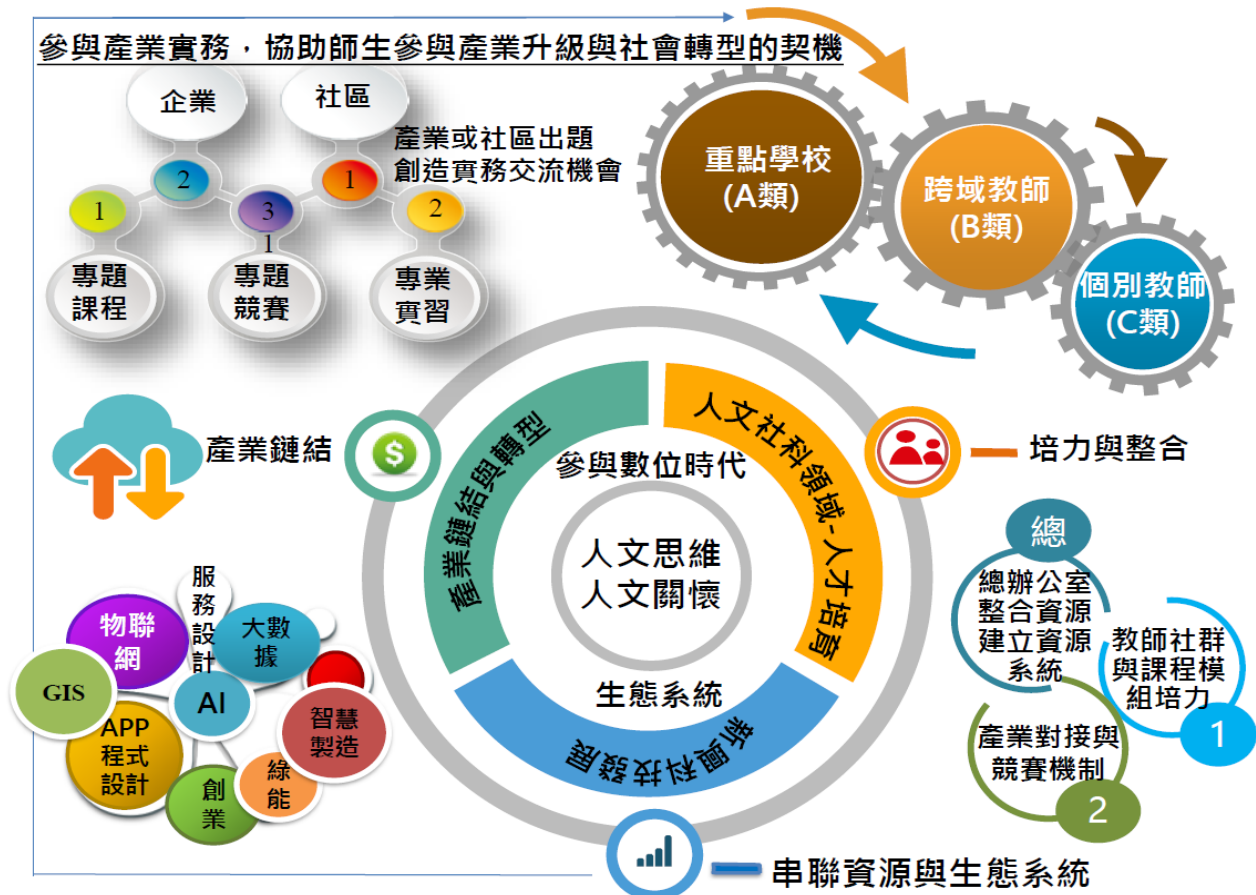 參與產業實務，協助師生參與產業升級與社會轉型的契機
企業
社區
產業或社區出題
創造實務交流機會
1
2
3
1
1
2
專題
課程
專題
競賽
專業
實習
重點學校
(A類)
跨域教師
(B類)
個別教師
(C類)
產業鏈結
$
產業鏈結與轉型
人文社科領域-人才培育
新興科技發展
參與數位時代
人文思維
人文關懷
生態系統
培力與整合
總
總辦公室
整合資源
建立資源
系統
教師社群
與課程模
組培力
1
產業對接與
競賽機制
2
服務設計
物聯
網
大數
據
GIS
AI
APP
程式
設計
智慧
製造
綠
能
創
業
串聯資源與生態系統